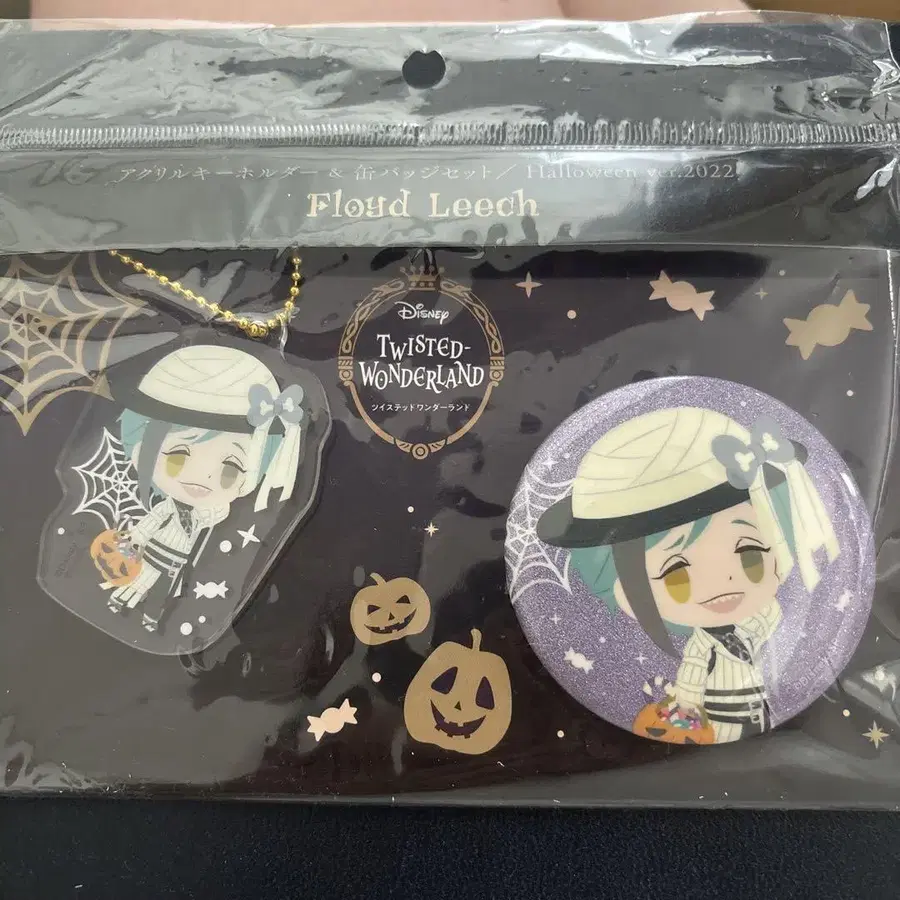 アクリルキーホルダー & 缶バッジセット/ Halloween ver.2022
Floyd Leech
Disney
TWISTED-
WONDERLAND
ツイステッドワンダーランド